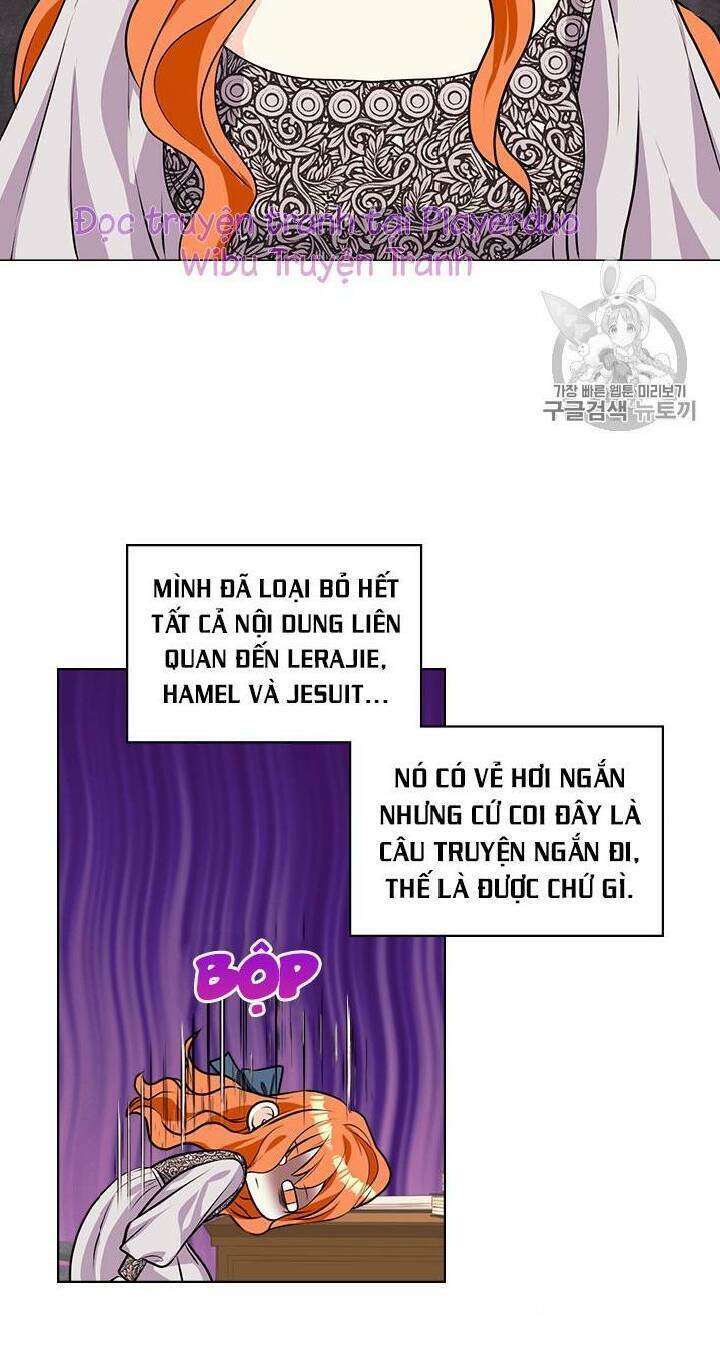 Đọc truyện tranh tại Playerduo
Wibu Truyện Tranh
가장 빠른 웹툰 미리보기
구글검색 뉴토끼
MÌNH ĐÃ LOẠI BỎ HẾT
TẤT CẢ NỘI DUNG LIÊN
QUAN ĐẾN LERAJIE,
HAMEL VÀ JESUIT...
NÓ CÓ VẺ HƠI NGẮN
NHƯNG CỨ COI ĐÂY LÀ
CÂU TRUYỆN NGẮN ĐI,
THẾ LÀ ĐƯỢC CHỨ GÌ.
BỘP